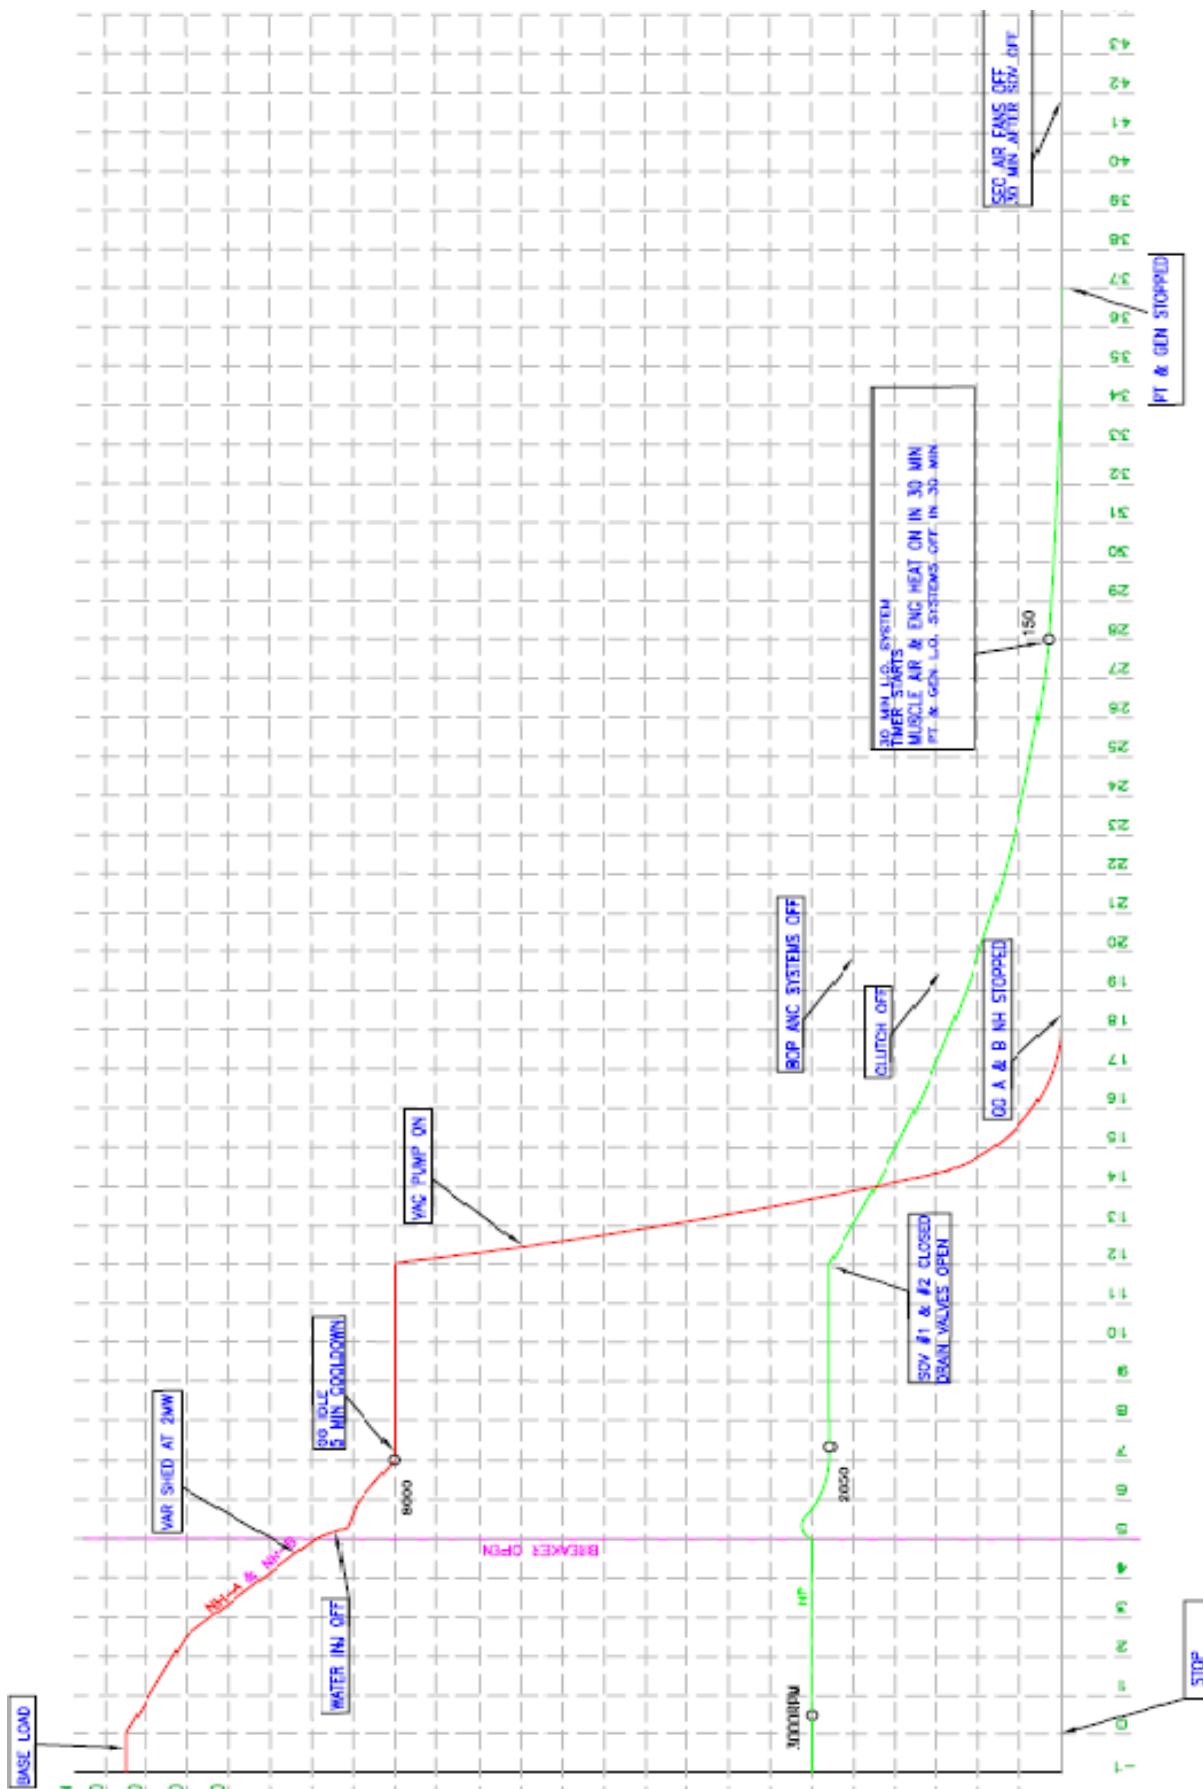 BASE LOAD
VAR SHED AT 2MW
NH-A & NH-B
WATER INJ OFF
GG IDLE
5 MIN COOLDOWN
8000
VAC PUMP ON
BREAKER OPEN
NP
2050
SDV #1 & #2 CLOSED
DRAIN VALVES OPEN
BOP ANC SYSTEMS OFF
CLUTCH OFF
GG A & B NH STOPPED
30 MIN L.O. SYSTEM
TIMER STARTS
MUSCLE AIR & ENG HEAT ON IN 30 MIN
PT & GEN L.O. SYSTEMS OFF IN 30 MIN
150
SEC AIR FANS OFF
30 MIN AFTER SDV OFF
PT & GEN STOPPED
STOP
-1 0 1 2 3 4 5 6 7 8 9 10 11 12 13 14 15 16 17 18 19 20 21 22 23 24 25 26 27 28 29 30 31 32 33 34 35 36 37 38 39 40 41 42 43